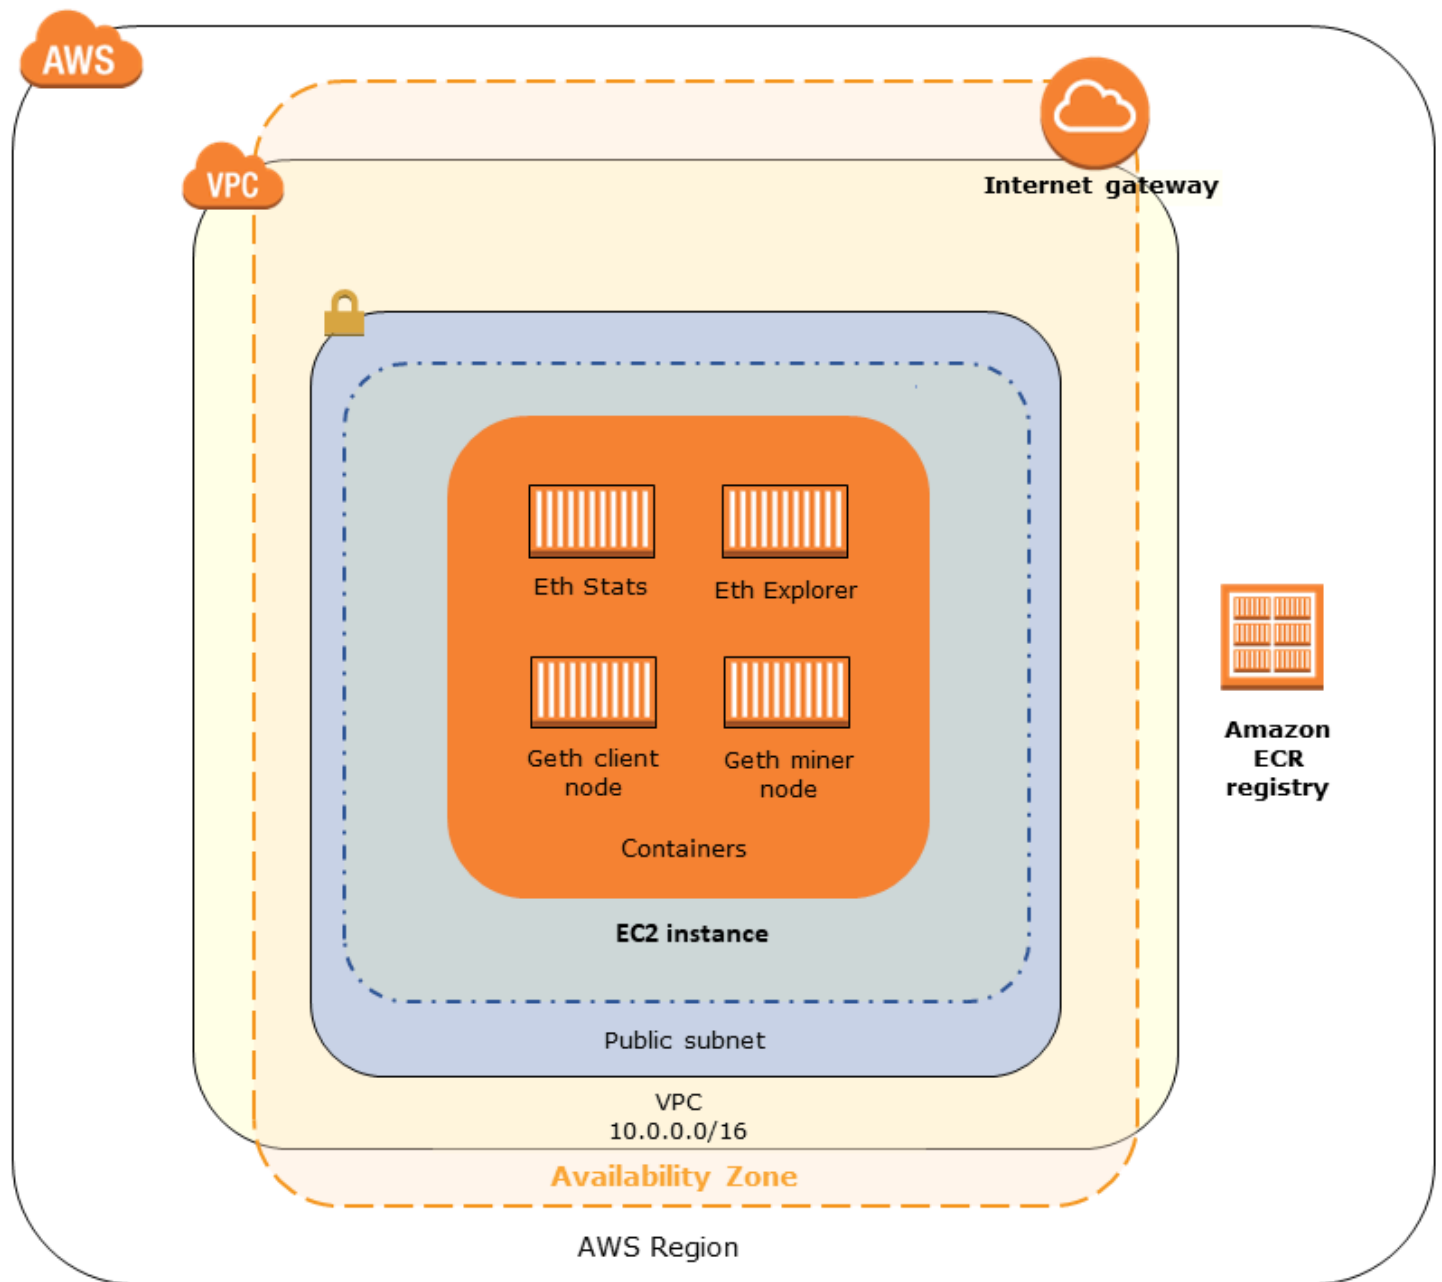 AWS
VPC
Internet gateway
Eth Stats
Eth Explorer
Geth client
node
Geth miner
node
Containers
EC2 instance
Public subnet
VPC
10.0.0.0/16
Availability Zone
AWS Region
Amazon
ECR
registry